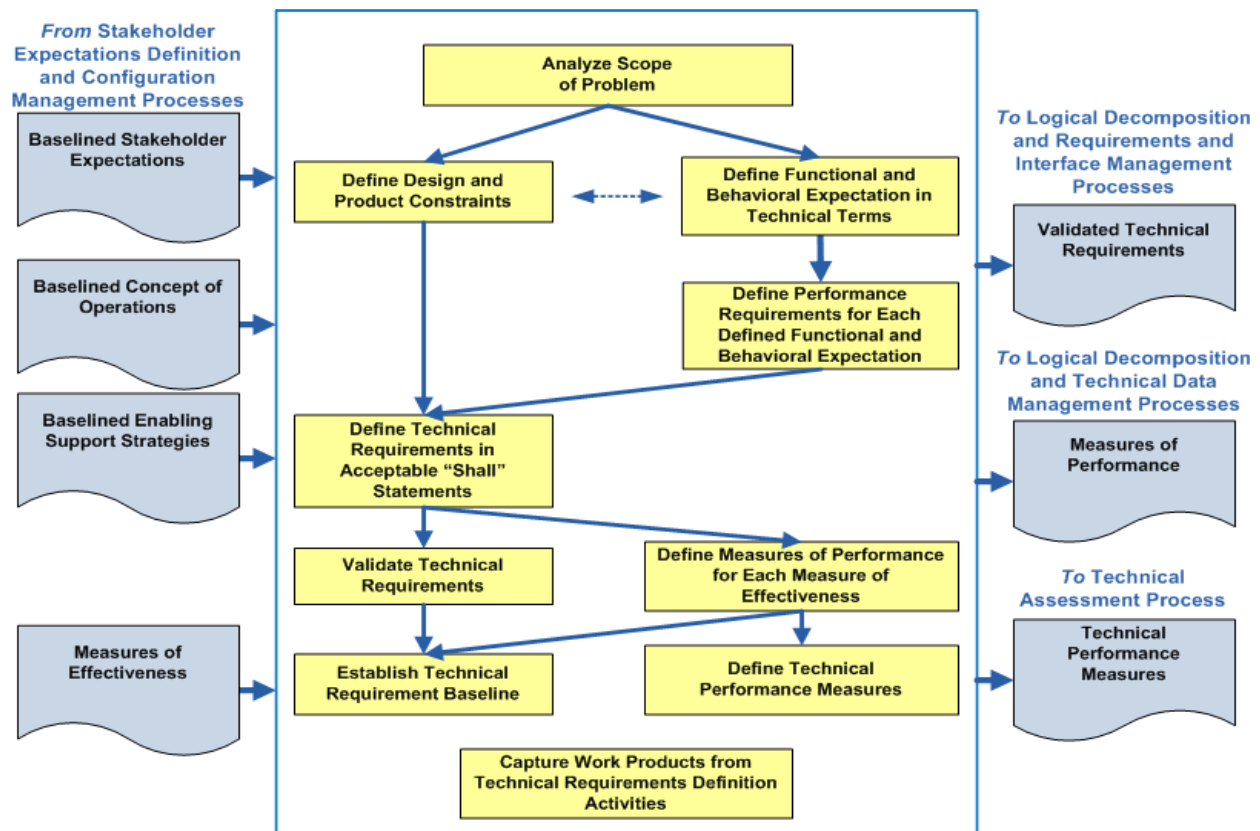 From Stakeholder
Expectations Definition
and Configuration
Management Processes
Baselined Stakeholder
Expectations
Baselined Concept of
Operations
Baselined Enabling
Support Strategies
Measures of
Effectiveness
Analyze Scope
of Problem
Define Design and
Product Constraints
Define Functional and
Behavioral Expectation in
Technical Terms
Define Performance
Requirements for Each
Defined Functional and
Behavioral Expectation
Define Technical
Requirements in
Acceptable “Shall”
Statements
Validate Technical
Requirements
Define Measures of Performance
for Each Measure of
Effectiveness
Establish Technical
Requirement Baseline
Define Technical
Performance Measures
Capture Work Products from
Technical Requirements Definition
Activities
To Logical Decomposition
and Requirements and
Interface Management
Processes
Validated Technical
Requirements
To Logical Decomposition
and Technical Data
Management Processes
Measures of
Performance
To Technical
Assessment Process
Technical
Performance
Measures